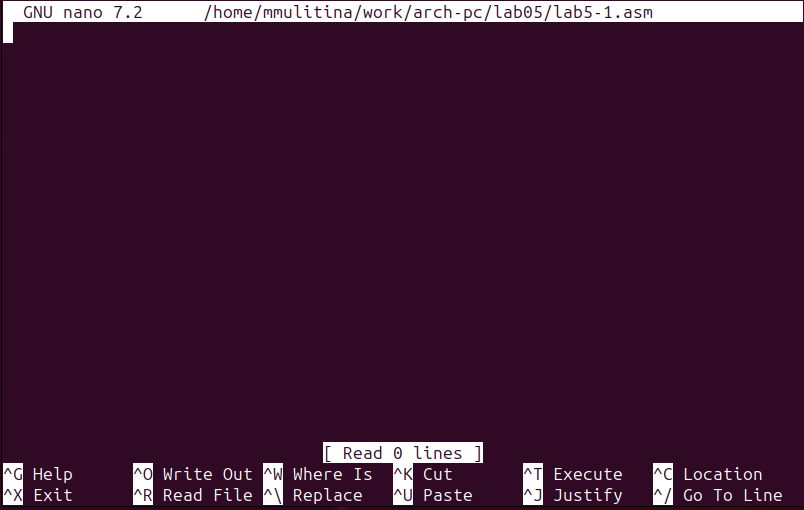 GNU nano 7.2 /home/mmulitina/work/arch-pc/lab05/lab5-1.asm
[ Read 0 lines ]
^G Help ^O Write Out ^W Where Is ^K Cut ^T Execute ^C Location
^X Exit ^R Read File ^\ Replace ^U Paste ^J Justify ^/ Go To Line